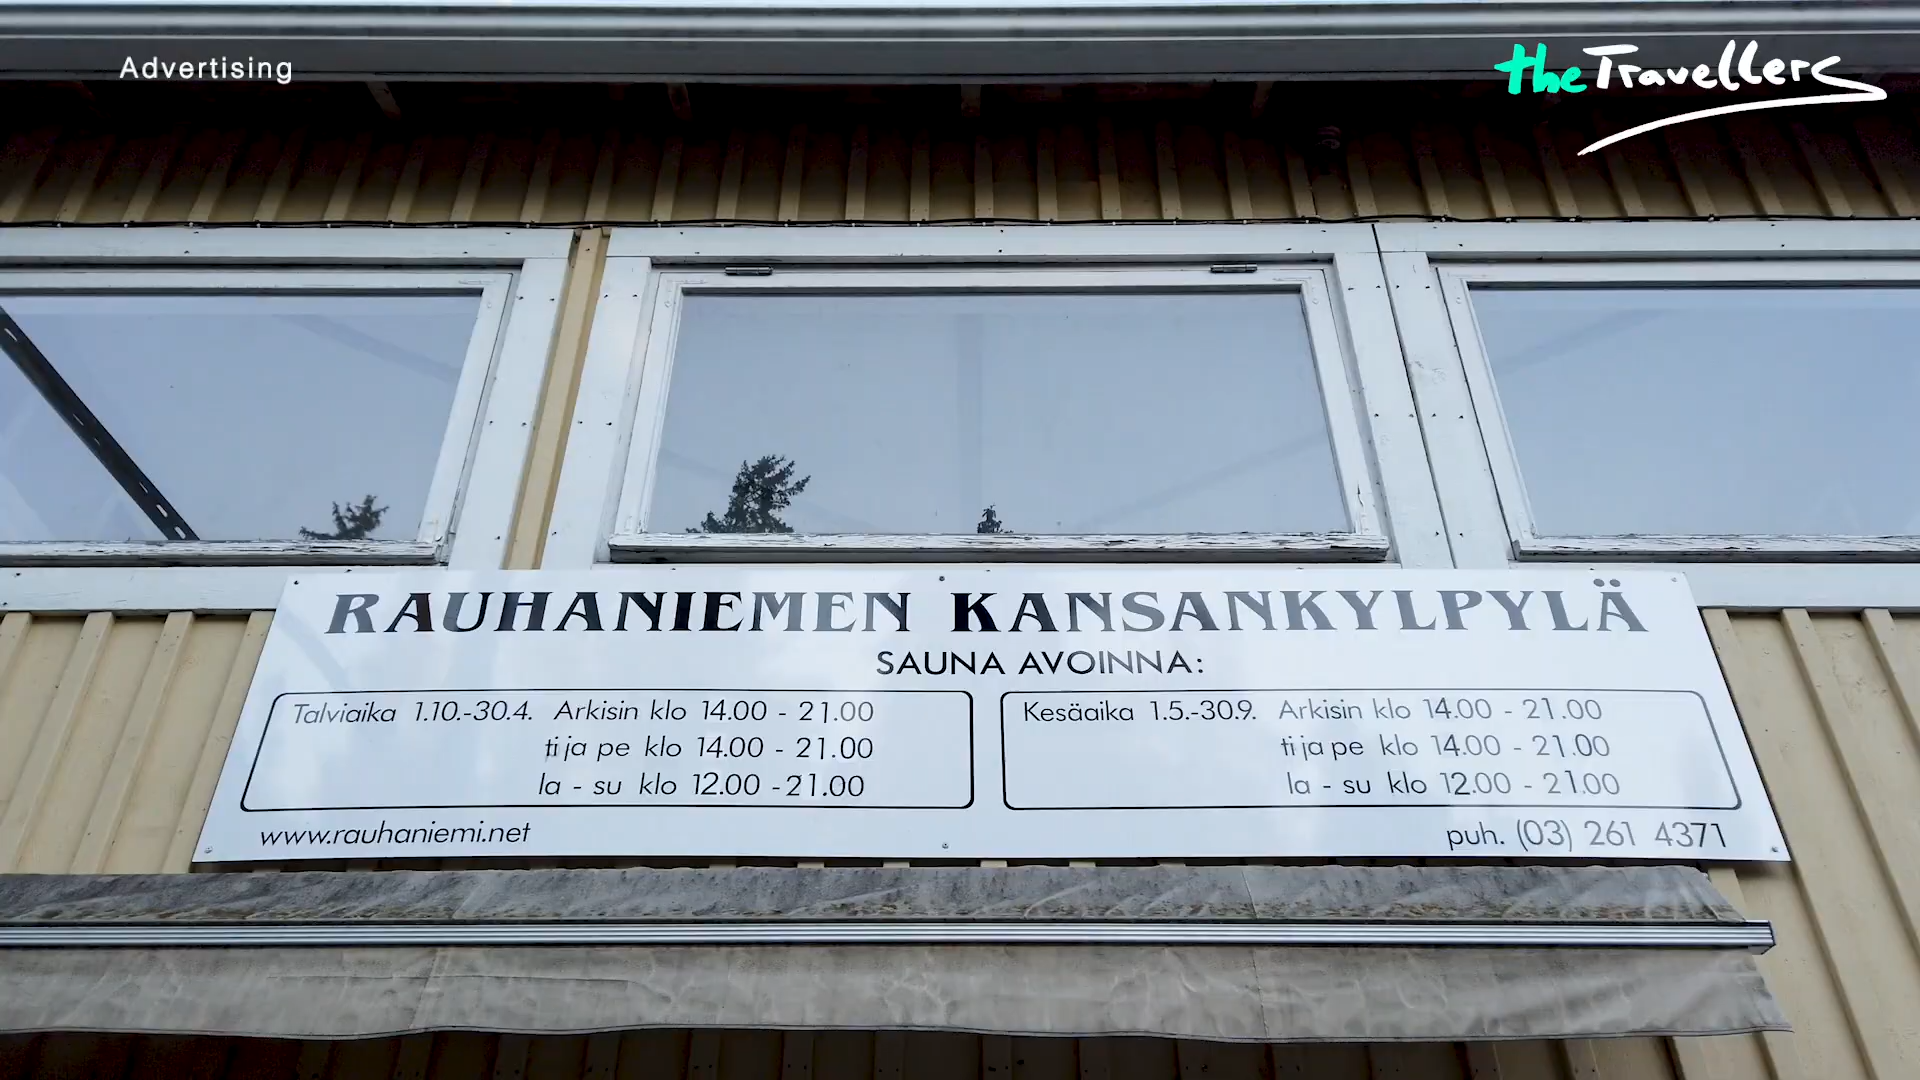 Advertising
theTravellers
RAUHANIEMEN KANSANKYLPYLÄ
SAUNA AVOINNA:
Talviaika 1.10.-30.4. Arkisin klo 14.00 - 21.00
ti ja pe klo 14.00 - 21.00
la - su klo 12.00 - 21.00
Kesäaika 1.5.-30.9. Arkisin klo 14.00 - 21.00
ti ja pe klo 14.00 - 21.00
la - su klo 12.00 - 21.00
www.rauhaniemi.net
puh. (03) 261 4371